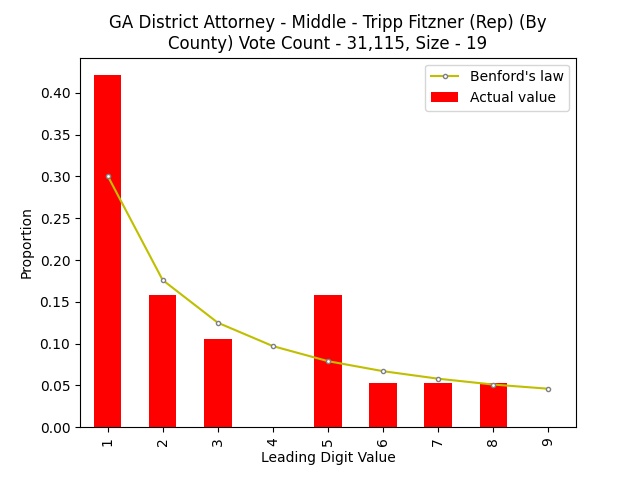 GA District Attorney - Middle - Tripp Fitzner (Rep) (By
County) Vote Count - 31,115, Size - 19
Benford's law
Actual value
Proportion
0.40
0.35
0.30
0.25
0.20
0.15
0.10
0.05
0.00
1 2 3 4 5 6 7 8 9
Leading Digit Value